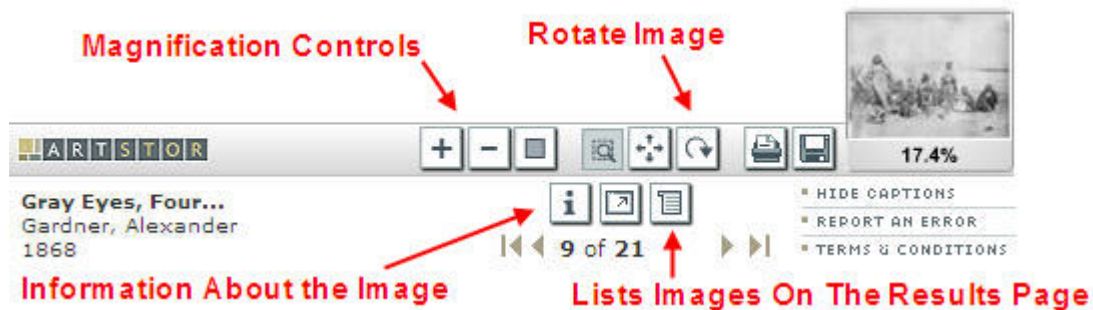 Magnification Controls
Rotate Image
ARTSTOR
17.4%
Gray Eyes, Four...
Gardner, Alexander
1868
i
9 of 21
HIDE CAPTIONS
REPORT AN ERROR
TERMS & CONDITIONS
Information About the Image
Lists Images On The Results Page